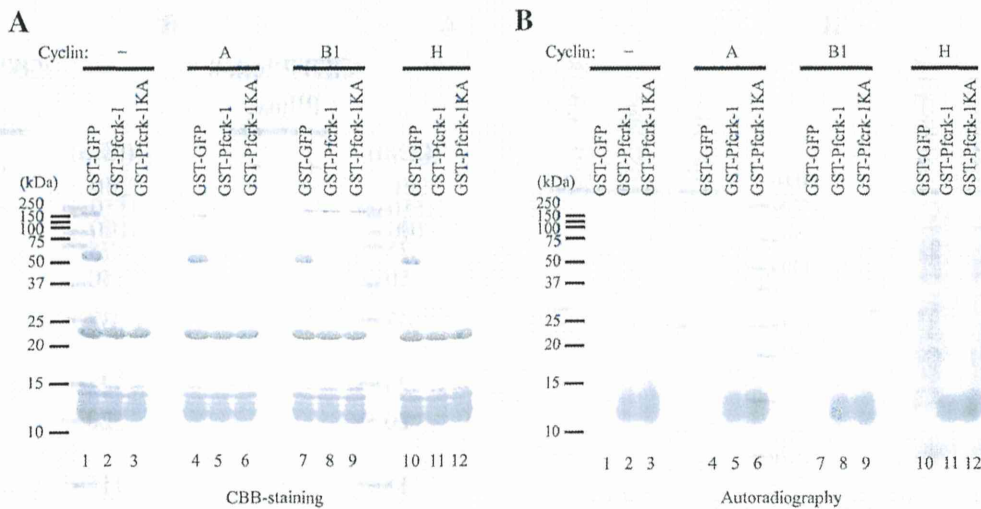 A
Cyclin: – A B1 H
GST-GFP
GST-Pfcrk-1
GST-Pfcrk-1KA
GST-GFP
GST-Pfcrk-1
GST-Pfcrk-1KA
GST-GFP
GST-Pfcrk-1
GST-Pfcrk-1KA
GST-GFP
GST-Pfcrk-1
GST-Pfcrk-1KA
(kDa)
250
150
100
75
50
37
25
20
15
10
1 2 3 4 5 6 7 8 9 10 11 12
CBB-staining
B
Cyclin: – A B1 H
GST-GFP
GST-Pfcrk-1
GST-Pfcrk-1KA
GST-GFP
GST-Pfcrk-1
GST-Pfcrk-1KA
GST-GFP
GST-Pfcrk-1
GST-Pfcrk-1KA
GST-GFP
GST-Pfcrk-1
GST-Pfcrk-1KA
(kDa)
250
150
100
75
50
37
25
20
15
10
1 2 3 4 5 6 7 8 9 10 11 12
Autoradiography